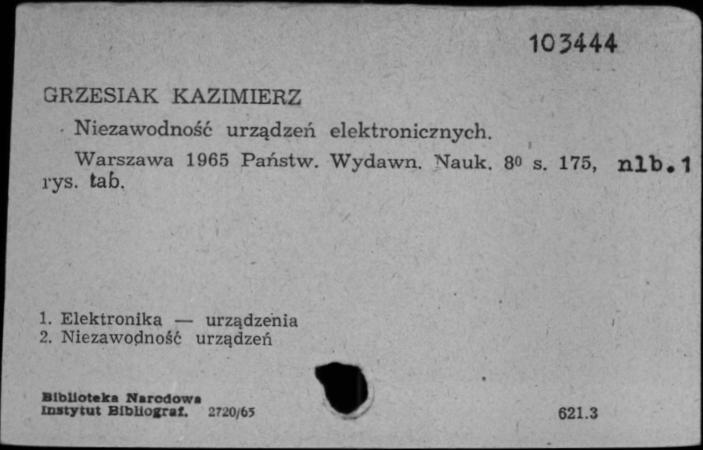 103444
GRZESIAK KAZIMIERZ
Niezawodność urządzeń elektronicznych.
Warszawa 1965 Państw. Wydawn. Nauk. 8⁰ s. 175, nlb.1
rys. tab.
1. Elektronika — urządzenia
2. Niezawodność urządzeń
Biblioteka Narodowa
Instytut Bibliograf. 2720/65
621.3